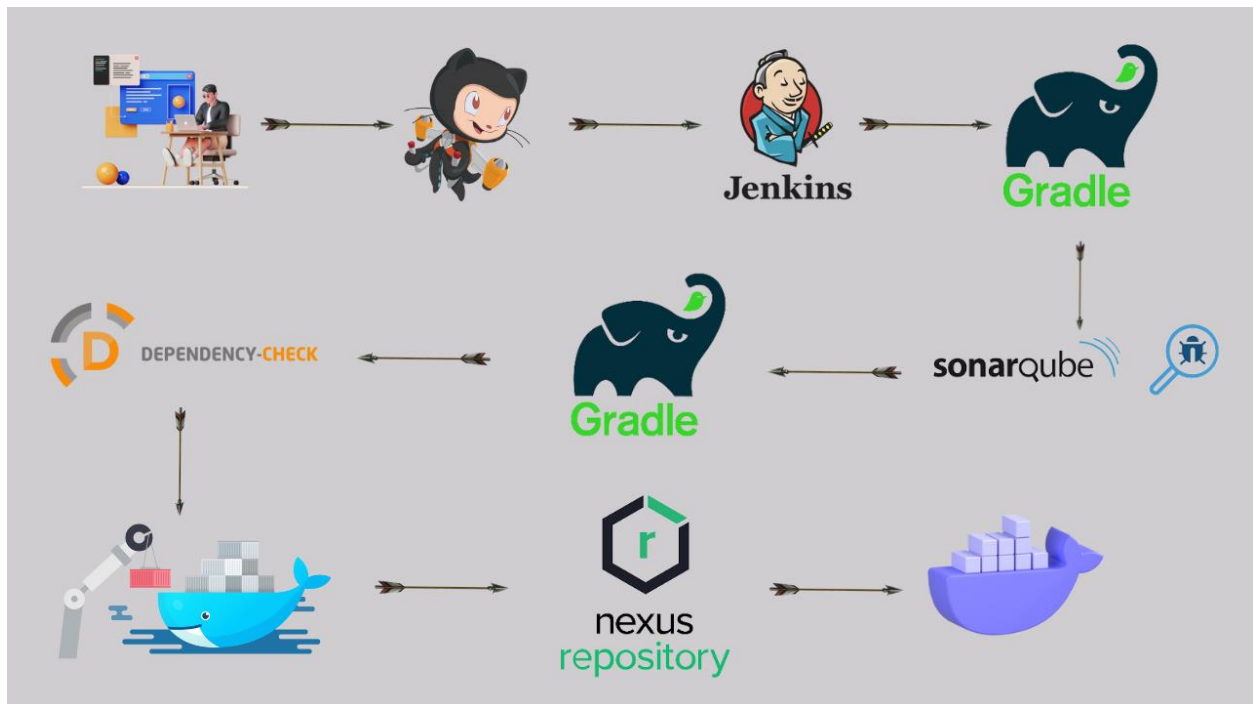 Jenkins
Gradle
DEPENDENCY-CHECK
D
Gradle
sonarqube
r
nexus
repository